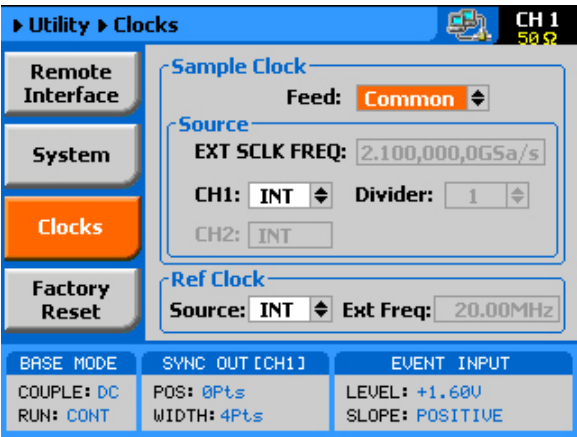 ▶ Utility ▶ Clocks
CH 1
50 Ω
Remote
Interface
System
Clocks
Factory
Reset
Sample Clock
Feed: Common
Source
EXT SCLK FREQ: 2.100,000,0GSa/s
CH1: INT Divider: 1
CH2: INT
Ref Clock
Source: INT Ext Freq: 20.00MHz
BASE MODE
COUPLE: DC
RUN: CONT
SYNC OUT [CH1]
POS: 0Pts
WIDTH: 4Pts
EVENT INPUT
LEVEL: +1.60V
SLOPE: POSITIVE